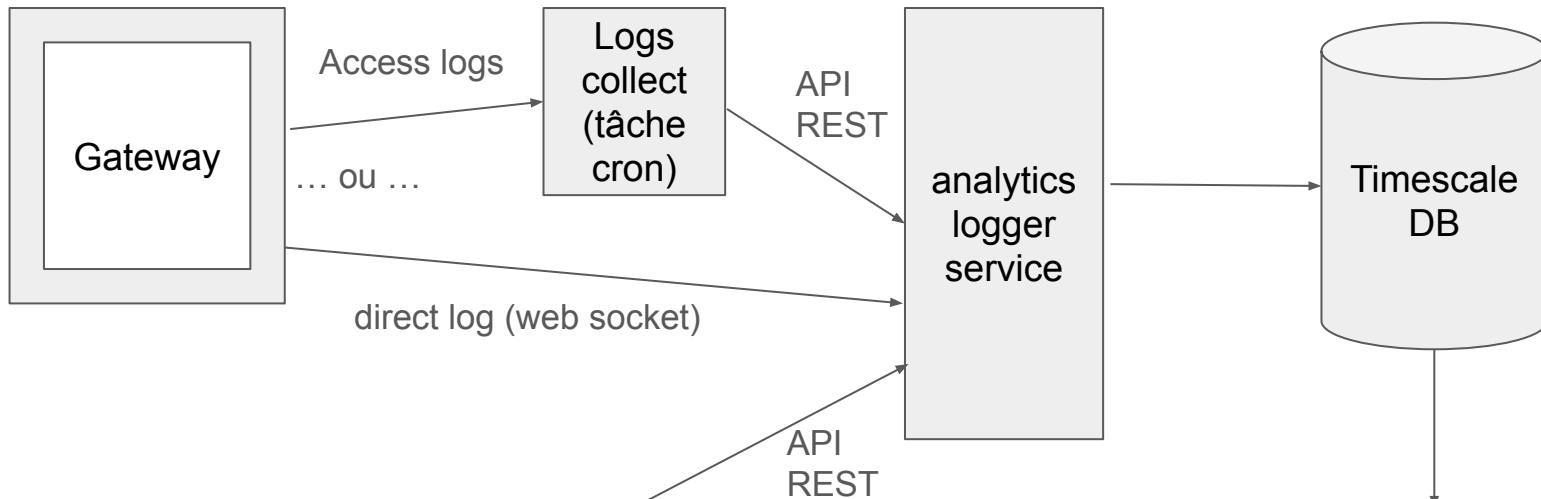 Gateway
Access logs
… ou …
direct log (web socket)
Logs
collect
(tâche
cron)
API
REST
analytics
logger
service
API
REST
Timescale
DB